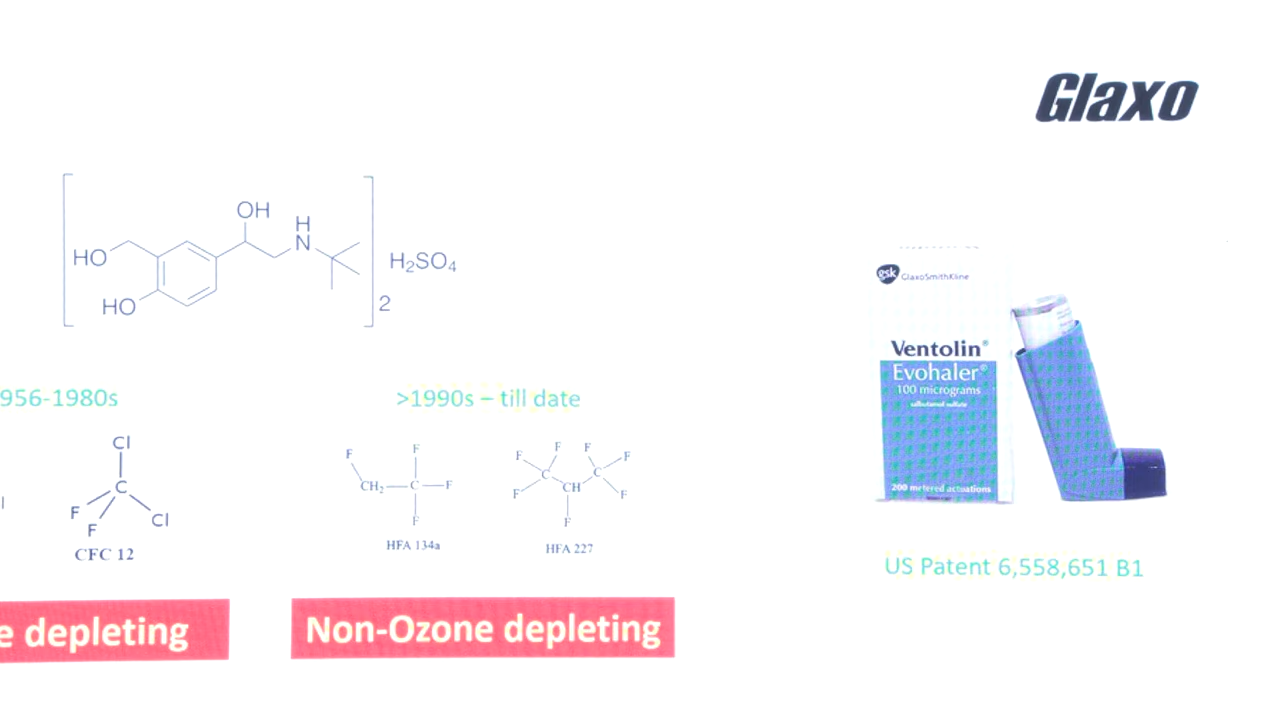 Glaxo
OH
H
N
HO
HO
2
H₂SO₄
gsk GlaxoSmithKline
Ventolin®
Evohaler®
100 micrograms
salbutamol sulfate
200 metered actuations
956-1980s
>1990s – till date
Cl
C
F
F
Cl
CFC 12
F
F
CH₂
C
F
F
HFA 134a
F
F
F
F
C
C
F
CH
F
F
HFA 227
US Patent 6,558,651 B1
e depleting
Non-Ozone depleting